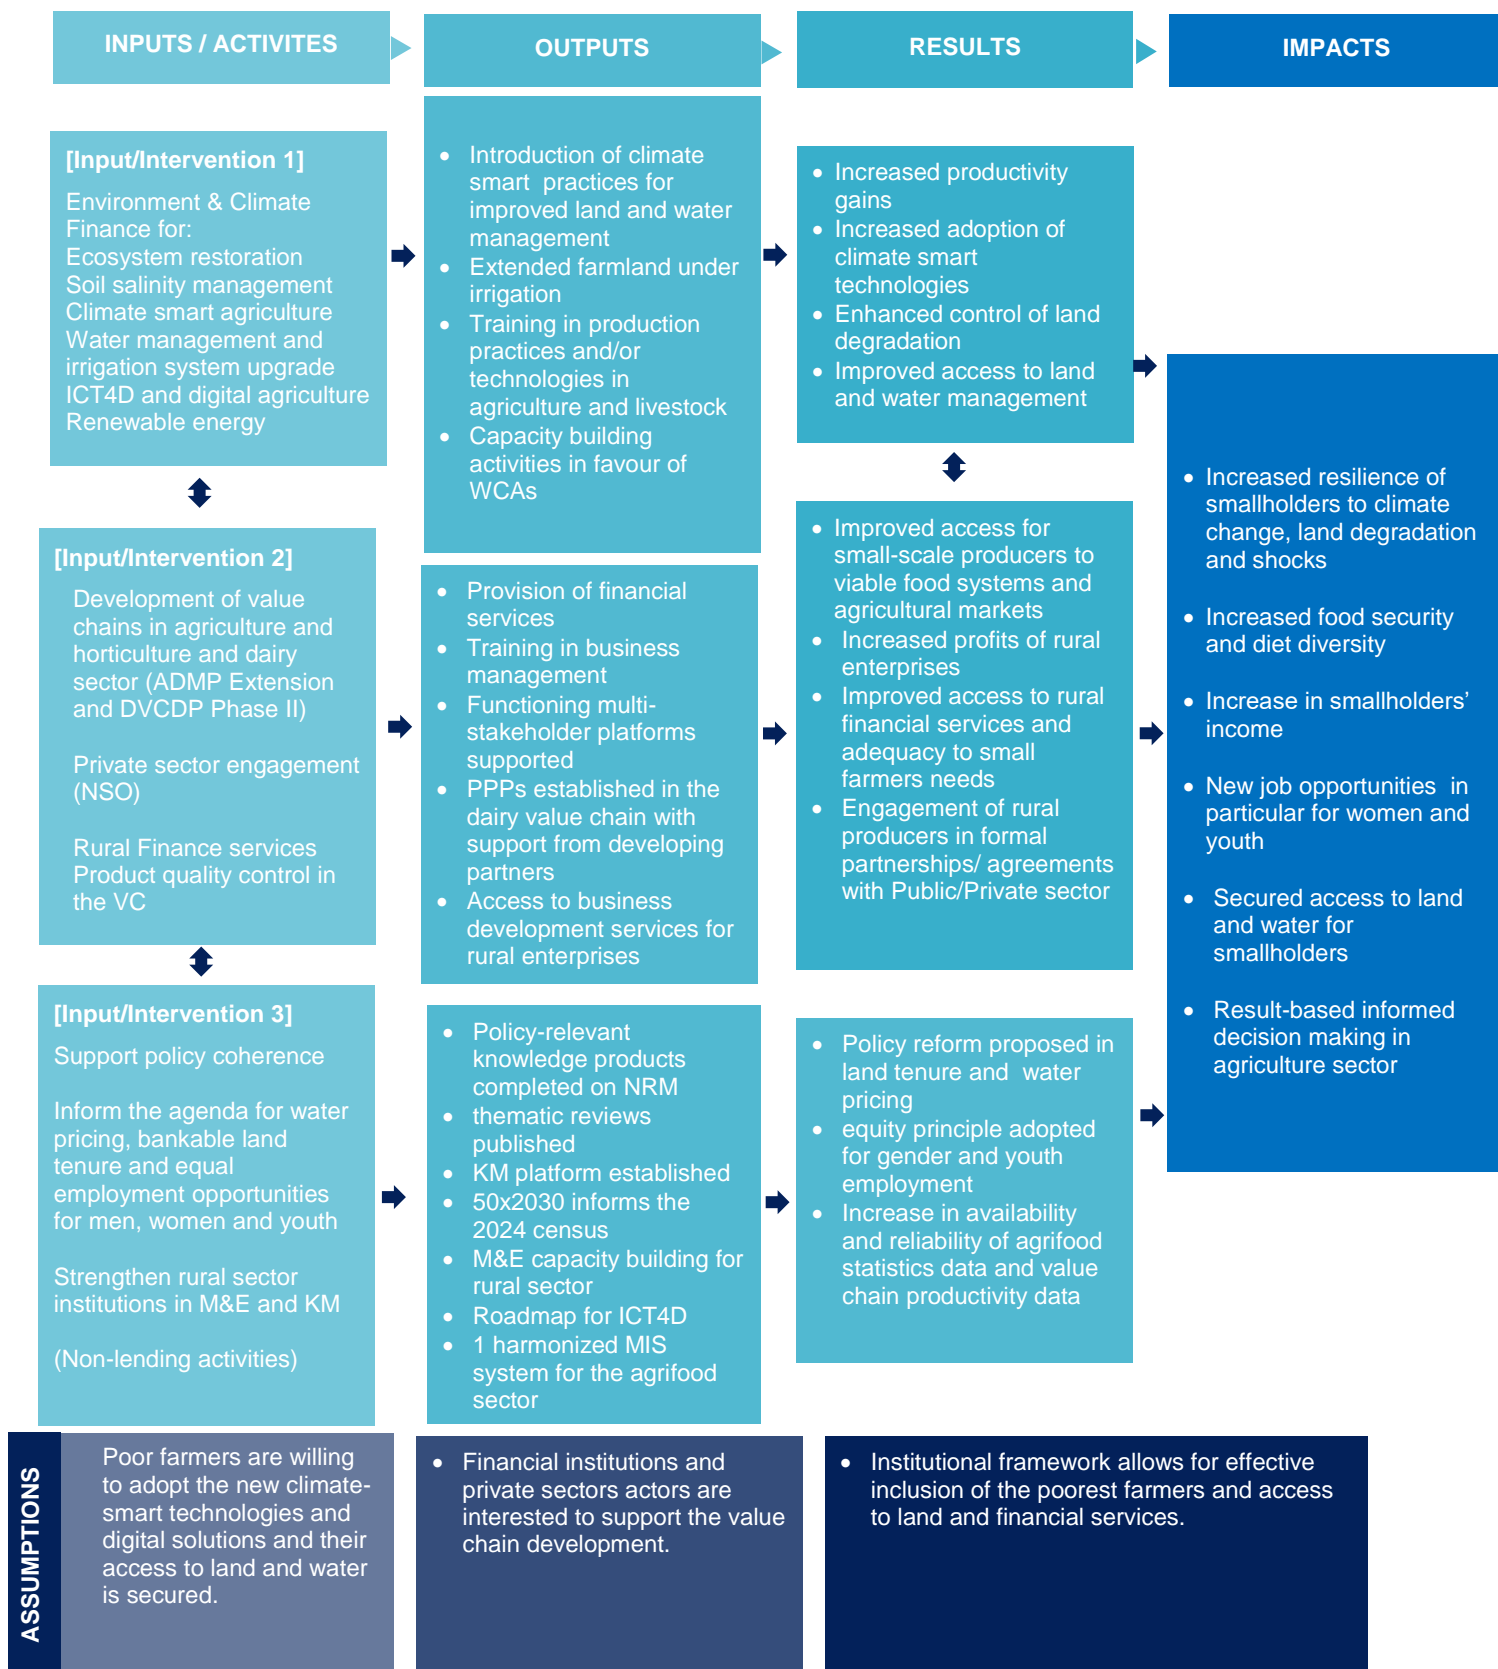 INPUTS / ACTIVITES
OUTPUTS
RESULTS
IMPACTS
[Input/Intervention 1]
Environment & Climate
Finance for:
Ecosystem restoration
Soil salinity management
Climate smart agriculture
Water management and
irrigation system upgrade
ICT4D and digital agriculture
Renewable energy
• Introduction of climate
smart practices for
improved land and water
management
• Extended farmland under
irrigation
• Training in production
practices and/or
technologies in
agriculture and livestock
• Capacity building
activities in favour of
WCAs
• Increased productivity
gains
• Increased adoption of
climate smart
technologies
• Enhanced control of land
degradation
• Improved access to land
and water management
[Input/Intervention 2]
Development of value
chains in agriculture and
horticulture and dairy
sector (ADMP Extension
and DVCDP Phase II)
Private sector engagement
(NSO)
Rural Finance services
Product quality control in
the VC
• Provision of financial
services
• Training in business
management
• Functioning multi-
stakeholder platforms
supported
• PPPs established in the
dairy value chain with
support from developing
partners
• Access to business
development services for
rural enterprises
• Improved access for
small-scale producers to
viable food systems and
agricultural markets
• Increased profits of rural
enterprises
• Improved access to rural
financial services and
adequacy to small
farmers needs
• Engagement of rural
producers in formal
partnerships/ agreements
with Public/Private sector
[Input/Intervention 3]
Support policy coherence
Inform the agenda for water
pricing, bankable land
tenure and equal
employment opportunities
for men, women and youth
Strengthen rural sector
institutions in M&E and KM
(Non-lending activities)
• Policy-relevant
knowledge products
completed on NRM
• thematic reviews
published
• KM platform established
• 50x2030 informs the
2024 census
• M&E capacity building for
rural sector
• Roadmap for ICT4D
• 1 harmonized MIS
system for the agrifood
sector
• Policy reform proposed in
land tenure and water
pricing
• equity principle adopted
for gender and youth
employment
• Increase in availability
and reliability of agrifood
statistics data and value
chain productivity data
• Increased resilience of
smallholders to climate
change, land degradation
and shocks
• Increased food security
and diet diversity
• Increase in smallholders’
income
• New job opportunities in
particular for women and
youth
• Secured access to land
and water for
smallholders
• Result-based informed
decision making in
agriculture sector
ASSUMPTIONS
Poor farmers are willing
to adopt the new climate-
smart technologies and
digital solutions and their
access to land and water
is secured.
• Financial institutions and
private sectors actors are
interested to support the value
chain development.
• Institutional framework allows for effective
inclusion of the poorest farmers and access
to land and financial services.